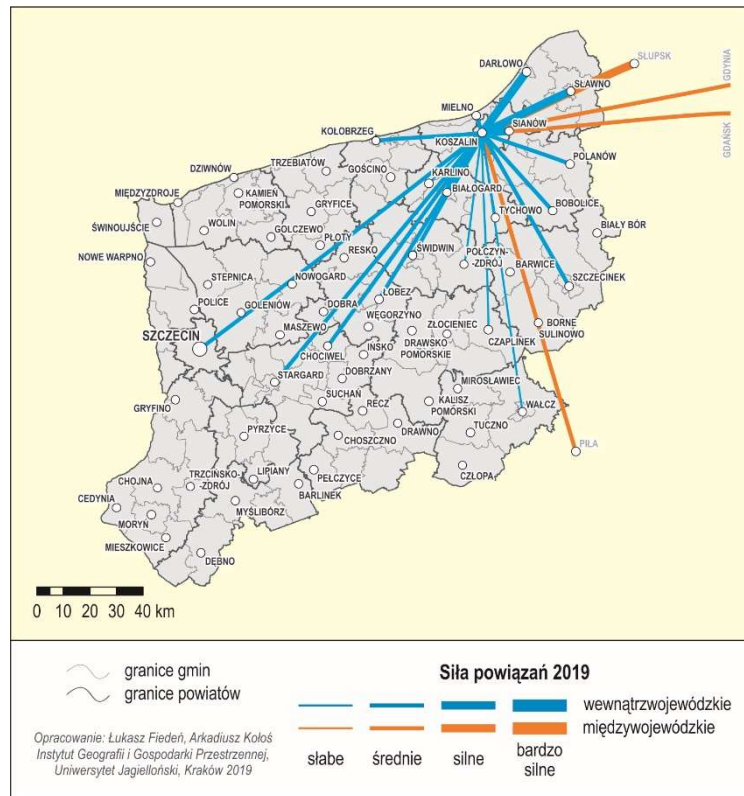 SŁUPSK
GDYNIA
DARŁOWO
SŁAWNO
MIELNO
SIANÓW
GDAŃSK
KOŁOBRZEG
KOSZALIN
TRZEBIATÓW
GOŚCINO
KARLINO
POLANÓW
DZIWNÓW
BIAŁOGARD
MIĘDZYZDROJE
KAMIEŃ
POMORSKI
GRYFICE
TYCHOWO
BOBOLICE
ŚWINOUJŚCIE
WOLIN
GOLCZEWO
PŁOTY
BIAŁY BÓR
NOWE WARPNO
RESKO
ŚWIDWIN
POŁCZYN-
-ZDRÓJ
BARWICE
STEPNICA
NOWOGARD
SZCZECINEK
POLICE
GOLENIÓW
DOBRA
ŁOBEZ
WĘGORZYNO
ZŁOCIENIEC
BORNE
SULINOWO
SZCZECIN
MASZEWO
CHOCIWEL
IŃSKO
DRAWSKO
POMORSKIE
CZAPLINEK
STARGARD
DOBRZANY
MIROSŁAWIEC
GRYFINO
SUCHAŃ
RECZ
KALISZ
POMORSKI
WAŁCZ
PYRZYCE
CHOSZCZNO
DRAWNO
TUCZNO
PIŁA
CHOJNA
TRZCIŃSKO-
-ZDRÓJ
LIPIANY
PEŁCZYCE
CZŁOPA
CEDYNIA
MORYŃ
MYŚLIBÓRZ
BARLINEK
MIESZKOWICE
DĘBNO
0 10 20 30 40 km
granice gmin
granice powiatów
Siła powiązań 2019
wewnątrzwojewódzkie
międzywojewódzkie
słabe średnie silne bardzo
silne
Opracowanie: Łukasz Fiedeń, Arkadiusz Kołoś
Instytut Geografii i Gospodarki Przestrzennej,
Uniwersytet Jagielloński, Kraków 2019